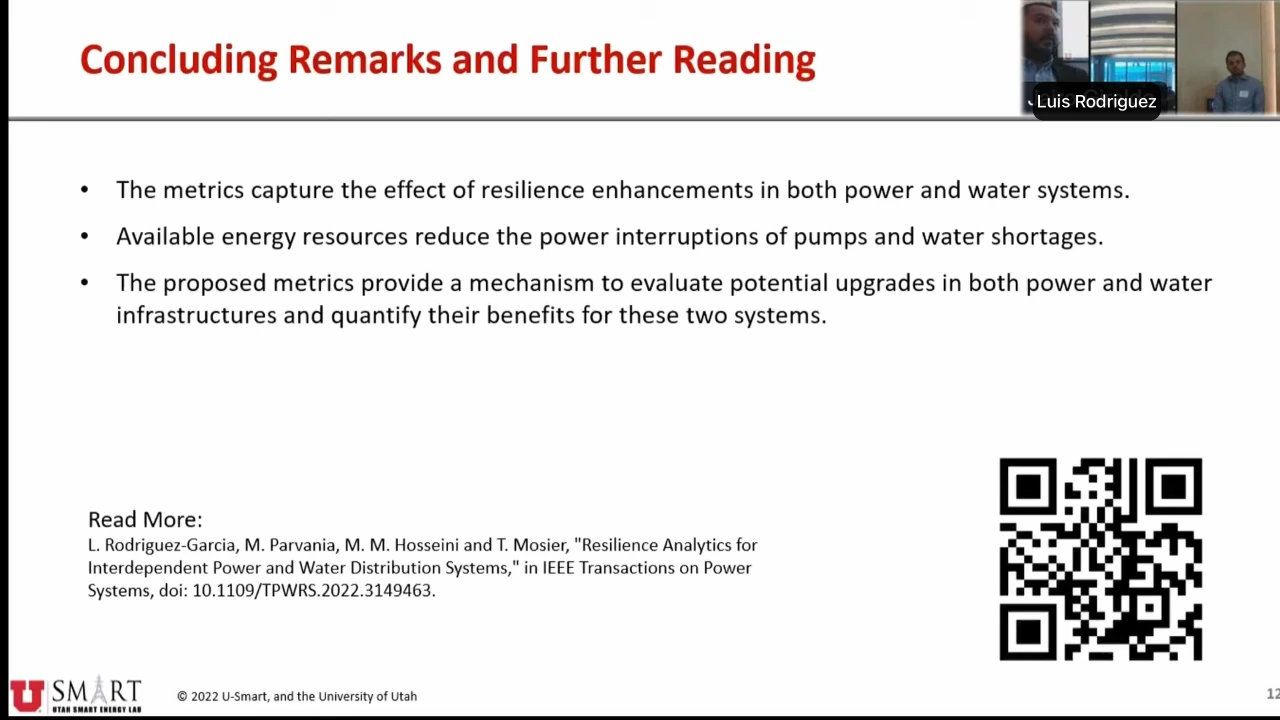 Concluding Remarks and Further Reading
Luis Rodriguez
• The metrics capture the effect of resilience enhancements in both power and water systems.
• Available energy resources reduce the power interruptions of pumps and water shortages.
• The proposed metrics provide a mechanism to evaluate potential upgrades in both power and water
infrastructures and quantify their benefits for these two systems.
Read More:
L. Rodriguez-Garcia, M. Parvania, M. M. Hosseini and T. Mosier, "Resilience Analytics for
Interdependent Power and Water Distribution Systems," in IEEE Transactions on Power
Systems, doi: 10.1109/TPWRS.2022.3149463.
U SMART
UTAH SMART ENERGY LAB
© 2022 U-Smart, and the University of Utah
12